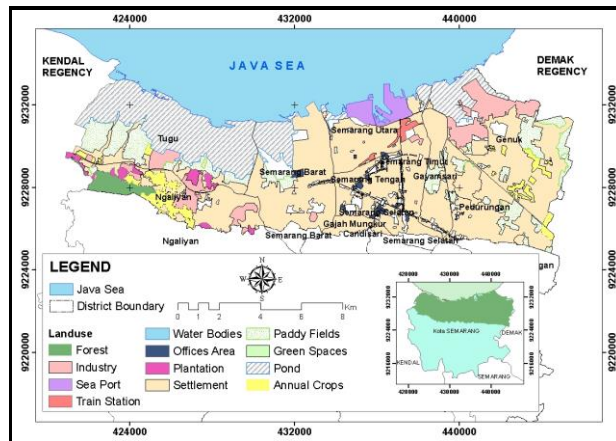 424000 432000 440000
KENDAL
REGENCY
JAVA SEA
DEMAK
REGENCY
9232000
9228000
9224000
9220000
9232000
9228000
9224000
9220000
Tugu
Semarang Utara
Genuk
Semarang Barat
Semarang Timur
Semarang Tengah
Gayamsari
Ngaliyan
Semarang Selatan
Pedurungan
Gajah Mungkur
Candisari
Ngaliyan
Semarang Barat
Semarang Selatan
LEGEND
Java Sea
District Boundary
N
W E
S
0 1 2 4 6 8
Km
Landuse
Forest
Industry
Sea Port
Train Station
Water Bodies
Offices Area
Plantation
Settlement
Paddy Fields
Green Spaces
Pond
Annual Crops
420000 430000 440000
Kota SEMARANG
DEMAK
KENDAL
SEMARANG
420000 430000 440000
424000 432000 440000